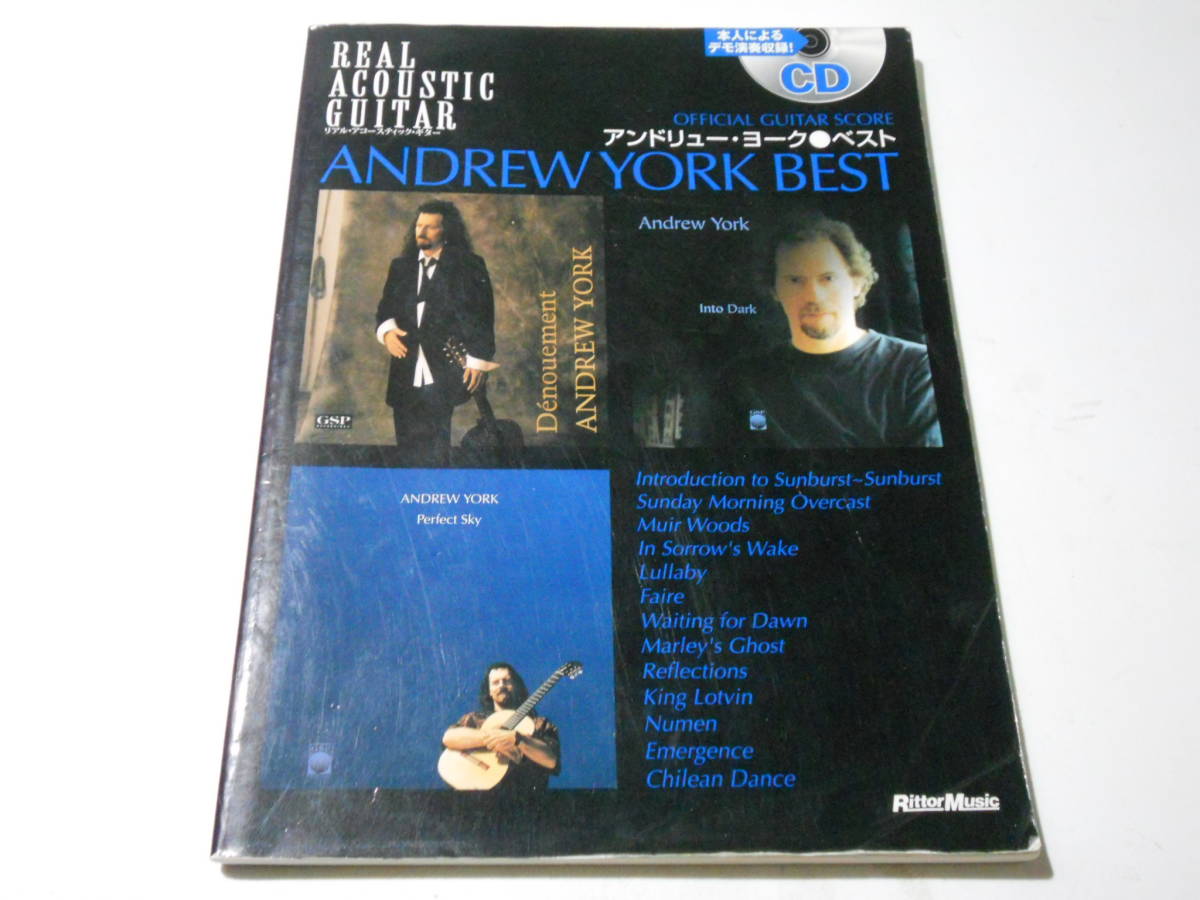 REAL
ACOUSTIC
GUITAR
リアル・アコースティック・ギター
本人による
デモ演奏収録!
CD
OFFICIAL GUITAR SCORE
アンドリュー・ヨーク●ベスト
ANDREW YORK BEST
Dénouement
ANDREW YORK
GSP
Andrew York
Into Dark
GSP
ANDREW YORK
Perfect Sky
Introduction to Sunburst~Sunburst
Sunday Morning Overcast
Muir Woods
In Sorrow's Wake
Lullaby
Faire
Waiting for Dawn
Marley's Ghost
Reflections
King Lotvin
Numen
Emergence
Chilean Dance
RittorMusic